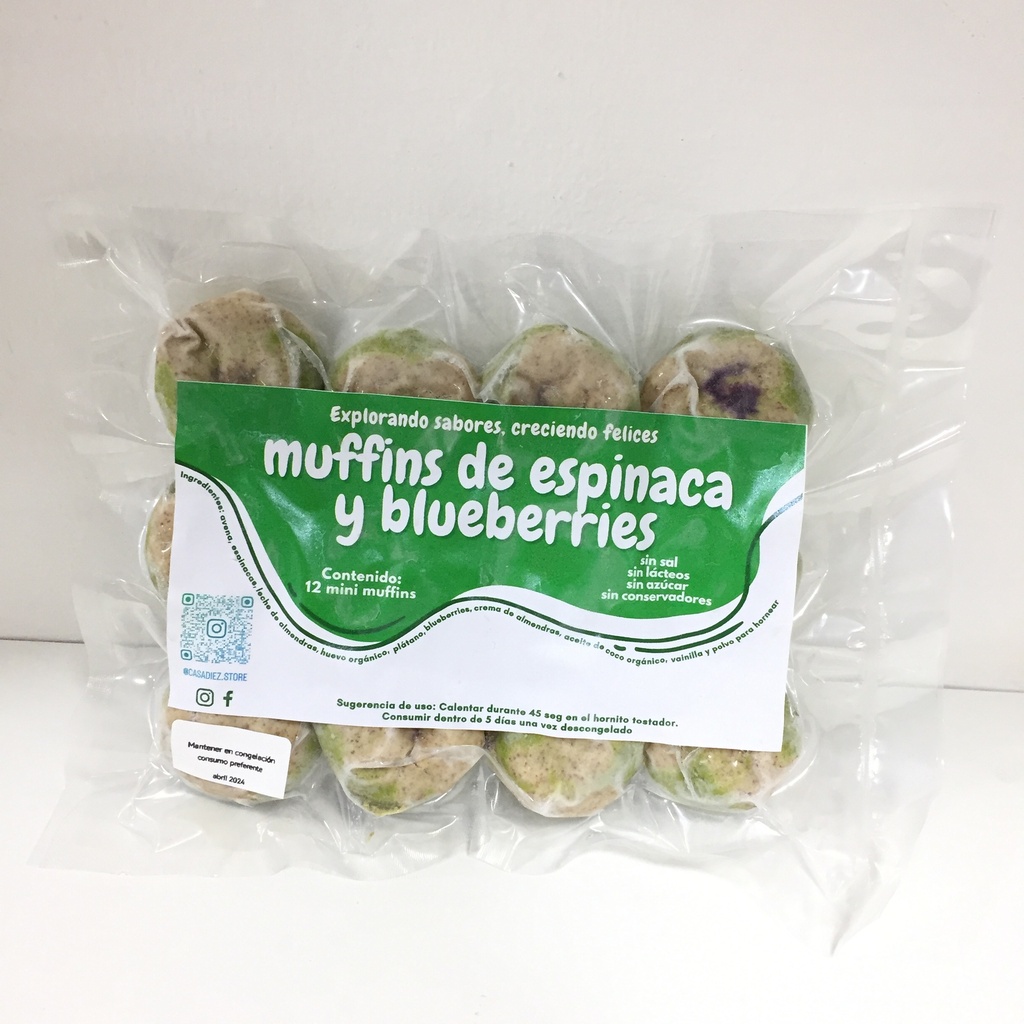 Explorando sabores, creciendo felices
muffins de espinaca
y blueberries
Contenido:
12 mini muffins
sin sal
sin lácteos
sin azúcar
sin conservadores
Ingredientes: avena, espinacas, leche de almendras, huevo orgánico, plátano, blueberries, crema de almendras, aceite de coco orgánico, vainilla y polvo para hornear
@CASADIEZ.STORE
Sugerencia de uso: Calentar durante 45 seg en el hornito tostador.
Consumir dentro de 5 días una vez descongelado
Mantener en congelación
consumo preferente
abril 2024